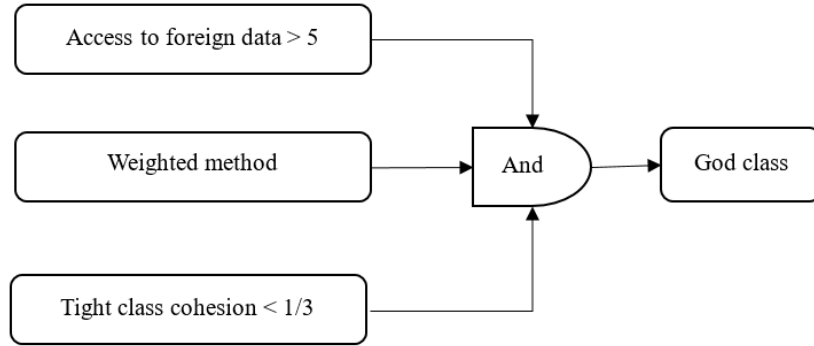 Access to foreign data > 5
Weighted method
And
God class
Tight class cohesion < 1/3